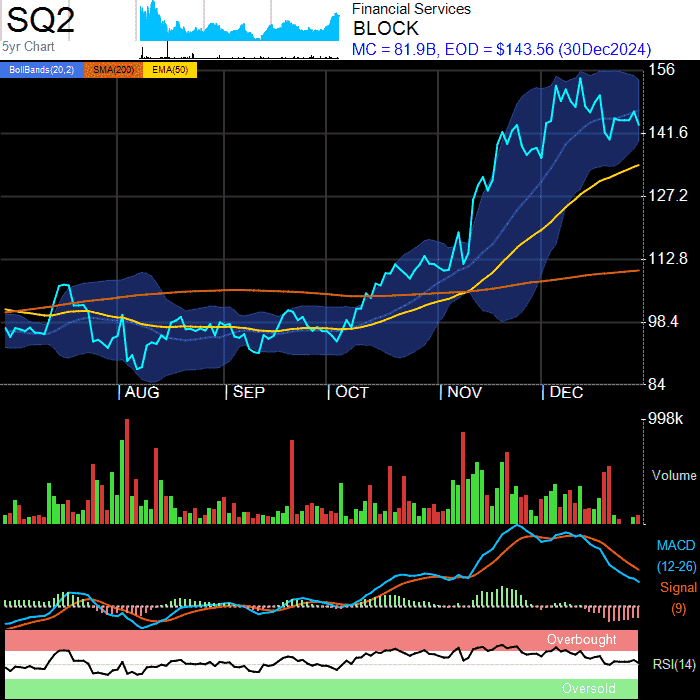 SQ2
5yr Chart
Financial Services
BLOCK
MC = 81.9B, EOD = $143.56 (30Dec2024)
BollBands(20,2) SMA(200) EMA(50)
156
141.6
127.2
112.8
98.4
84
AUG SEP OCT NOV DEC
998k
Volume
MACD
(12-26)
Signal
(9)
Overbought
RSI(14)
Oversold